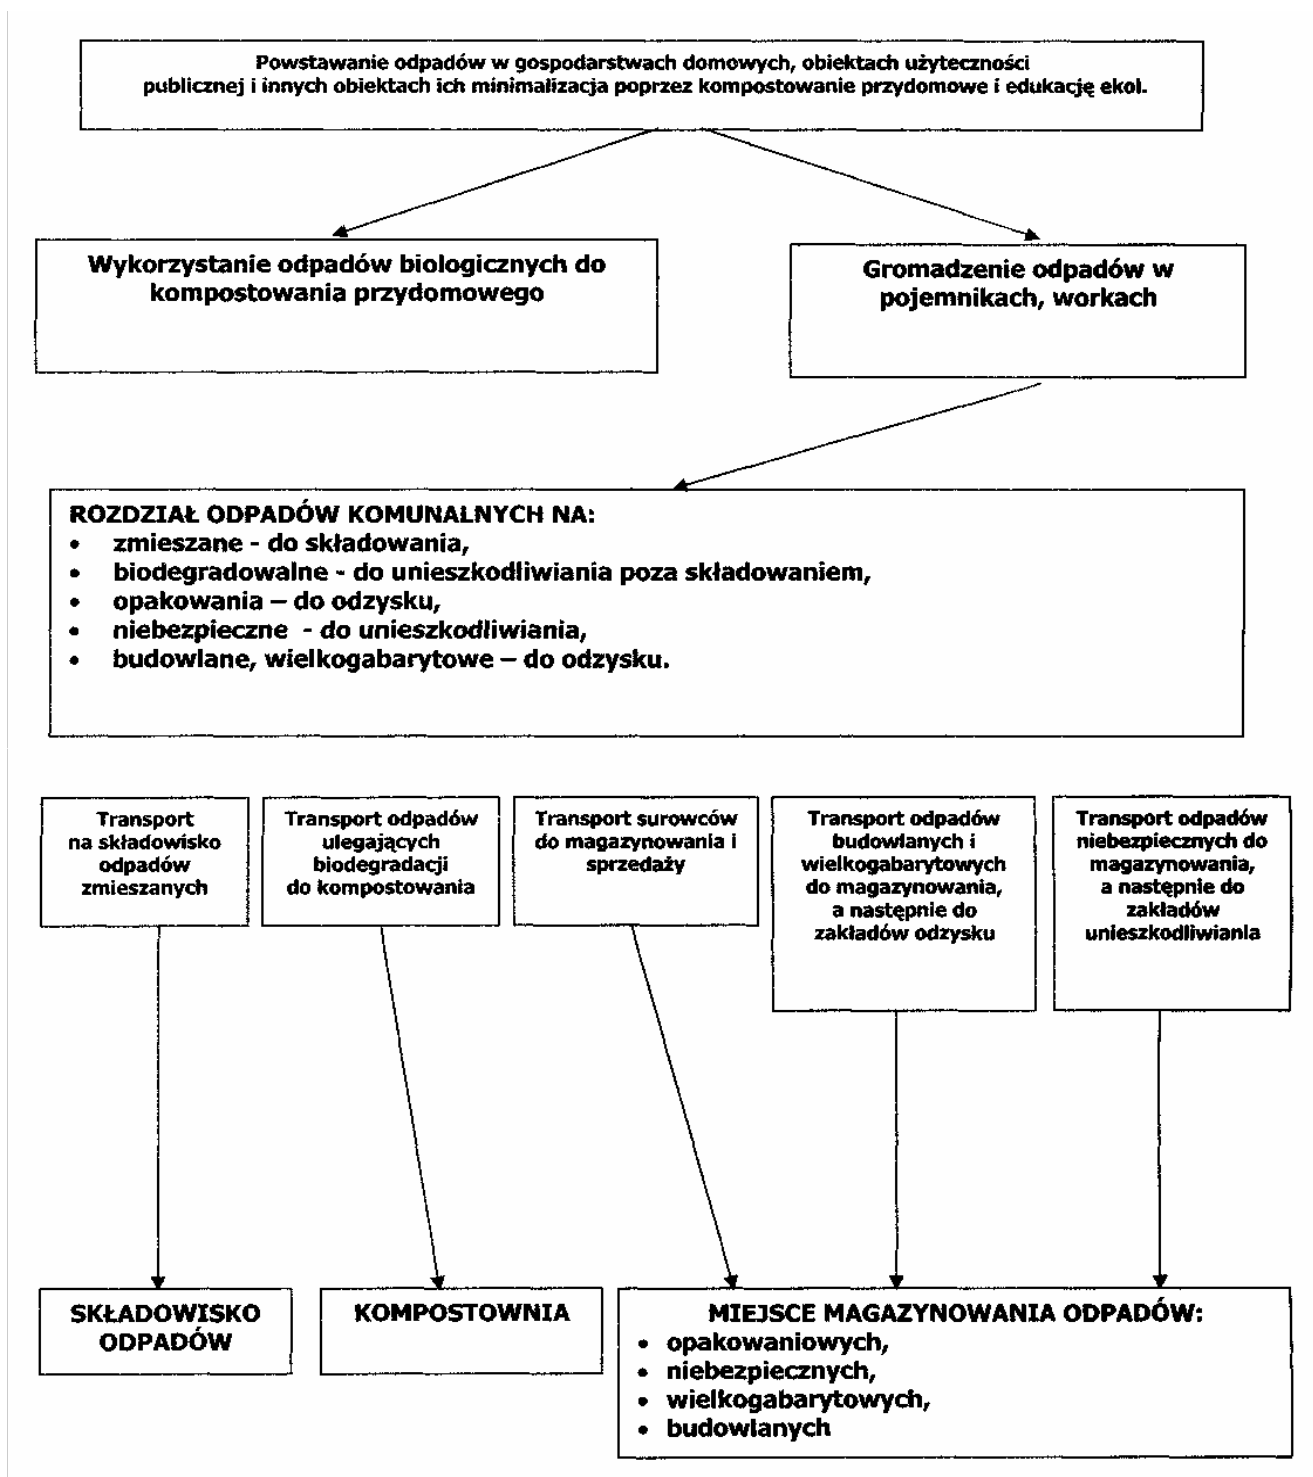 Powstawanie odpadów w gospodarstwach domowych, obiektach użyteczności
publicznej i innych obiektach ich minimalizacja poprzez kompostowanie przydomowe i edukację ekol.
Wykorzystanie odpadów biologicznych do
kompostowania przydomowego
Gromadzenie odpadów w
pojemnikach, workach
ROZDZIAŁ ODPADÓW KOMUNALNYCH NA:
• zmieszane - do składowania,
• biodegradowalne - do unieszkodliwiania poza składowaniem,
• opakowania – do odzysku,
• niebezpieczne - do unieszkodliwiania,
• budowlane, wielkogabarytowe – do odzysku.
Transport
na składowisko
odpadów
zmieszanych
Transport odpadów
ulegających
biodegradacji
do kompostowania
Transport surowców
do magazynowania i
sprzedaży
Transport odpadów
budowlanych i
wielkogabarytowych
do magazynowania,
a następnie do
zakładów odzysku
Transport odpadów
niebezpiecznych do
magazynowania,
a następnie do
zakładów
unieszkodliwiania
SKŁADOWISKO
ODPADÓW
KOMPOSTOWNIA
MIEJSCE MAGAZYNOWANIA ODPADÓW:
• opakowaniowych,
• niebezpiecznych,
• wielkogabarytowych,
• budowlanych